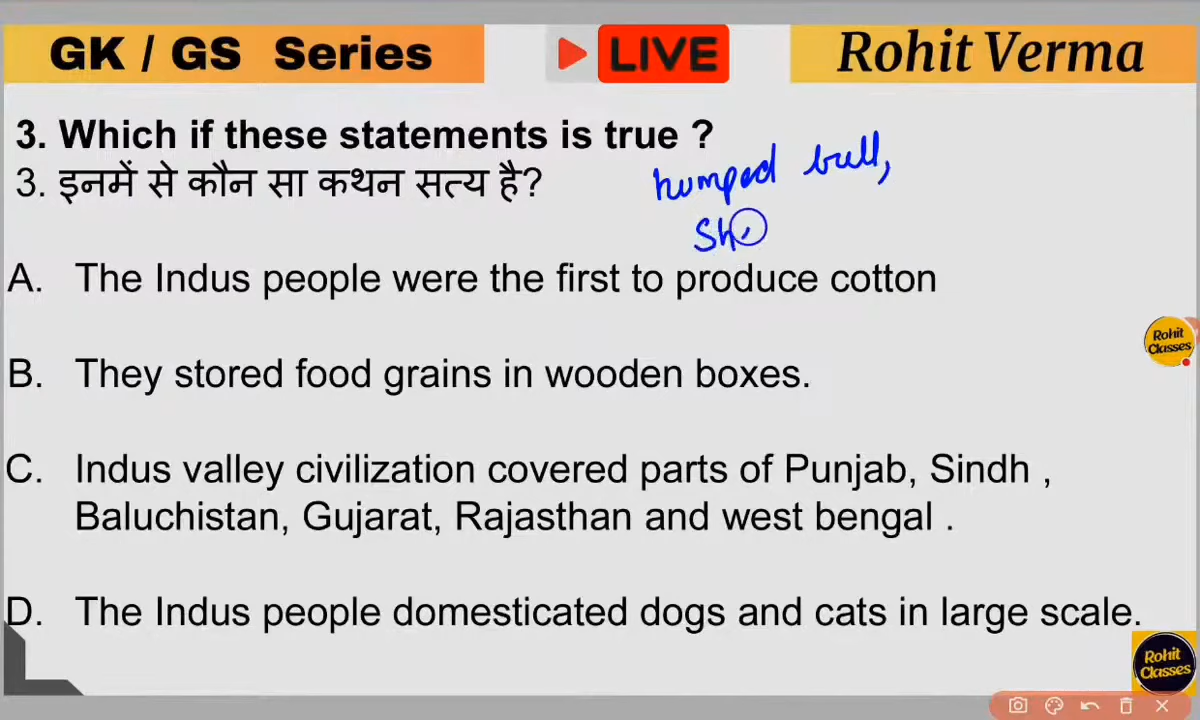 GK / GS Series
LIVE
Rohit Verma
3. Which if these statements is true ?
3. इनमें से कौन सा कथन सत्य है?
humped bull,
A. The Indus people were the first to produce cotton
Rohit
Classes
B. They stored food grains in wooden boxes.
C. Indus valley civilization covered parts of Punjab, Sindh ,
Baluchistan, Gujarat, Rajasthan and west bengal .
D. The Indus people domesticated dogs and cats in large scale.
Rohit
Classes